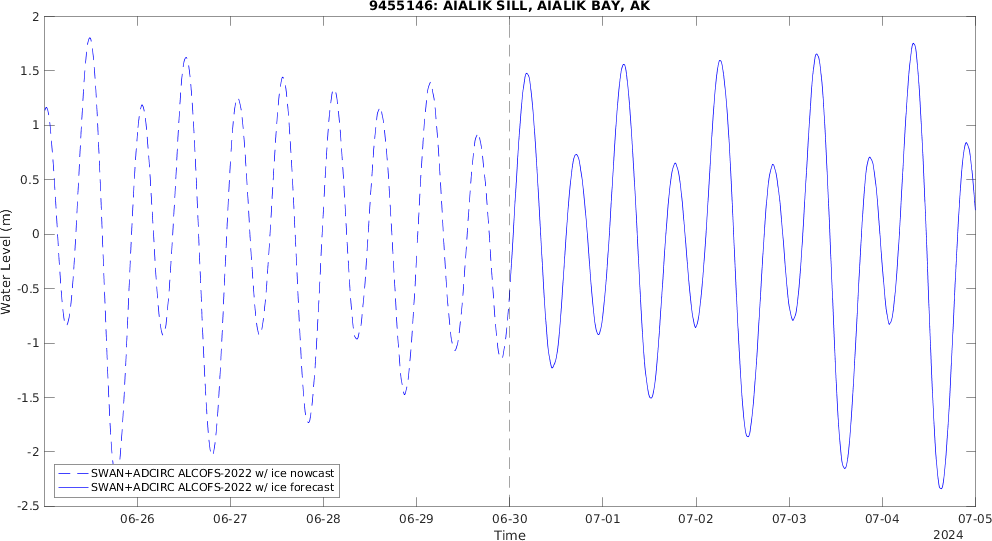 9455146: AIALIK SILL, AIALIK BAY, AK
2
1.5
1
0.5
0
-0.5
-1
-1.5
-2
-2.5
Water Level (m)
SWAN+ADCIRC ALCOFS-2022 w/ ice nowcast
SWAN+ADCIRC ALCOFS-2022 w/ ice forecast
06-26 06-27 06-28 06-29 06-30 07-01 07-02 07-03 07-04 07-05
Time
2024